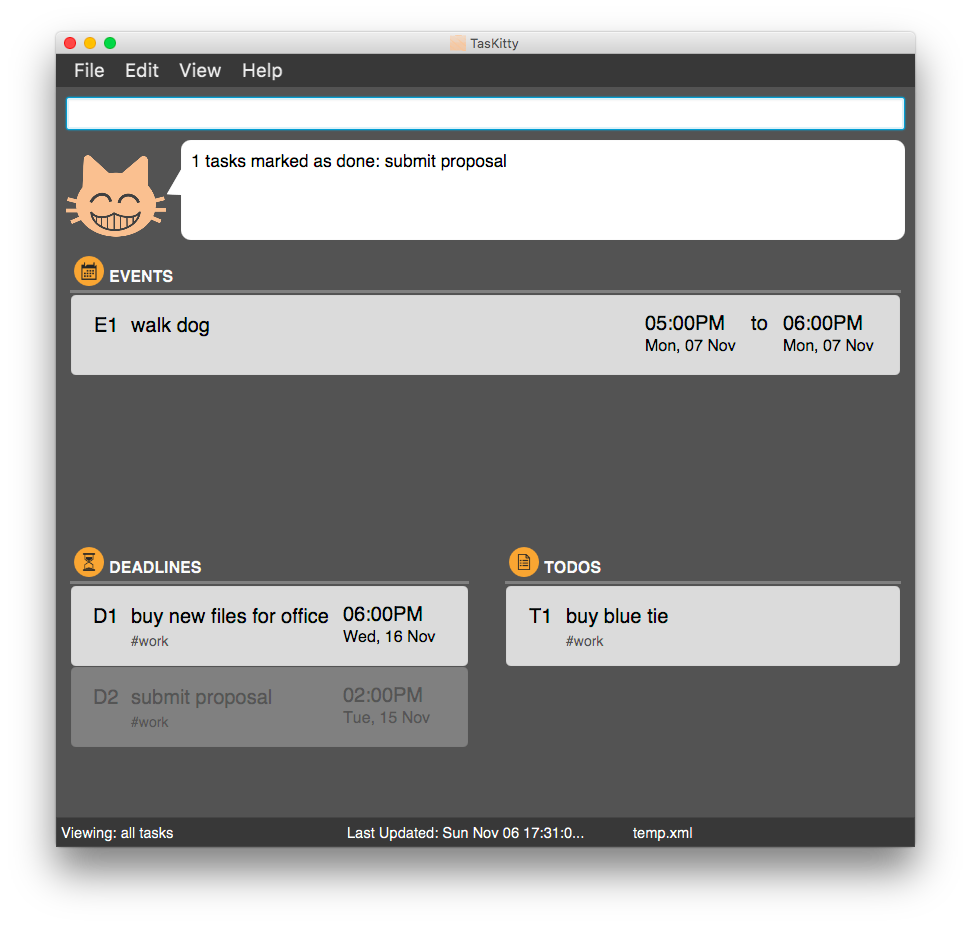 TasKitty
File Edit View Help
1 tasks marked as done: submit proposal
EVENTS
E1 walk dog 05:00PM to 06:00PM
Mon, 07 Nov Mon, 07 Nov
DEADLINES
D1 buy new files for office 06:00PM
#work Wed, 16 Nov
D2 submit proposal 02:00PM
#work Tue, 15 Nov
TODOS
T1 buy blue tie
#work
Viewing: all tasks Last Updated: Sun Nov 06 17:31:0... temp.xml